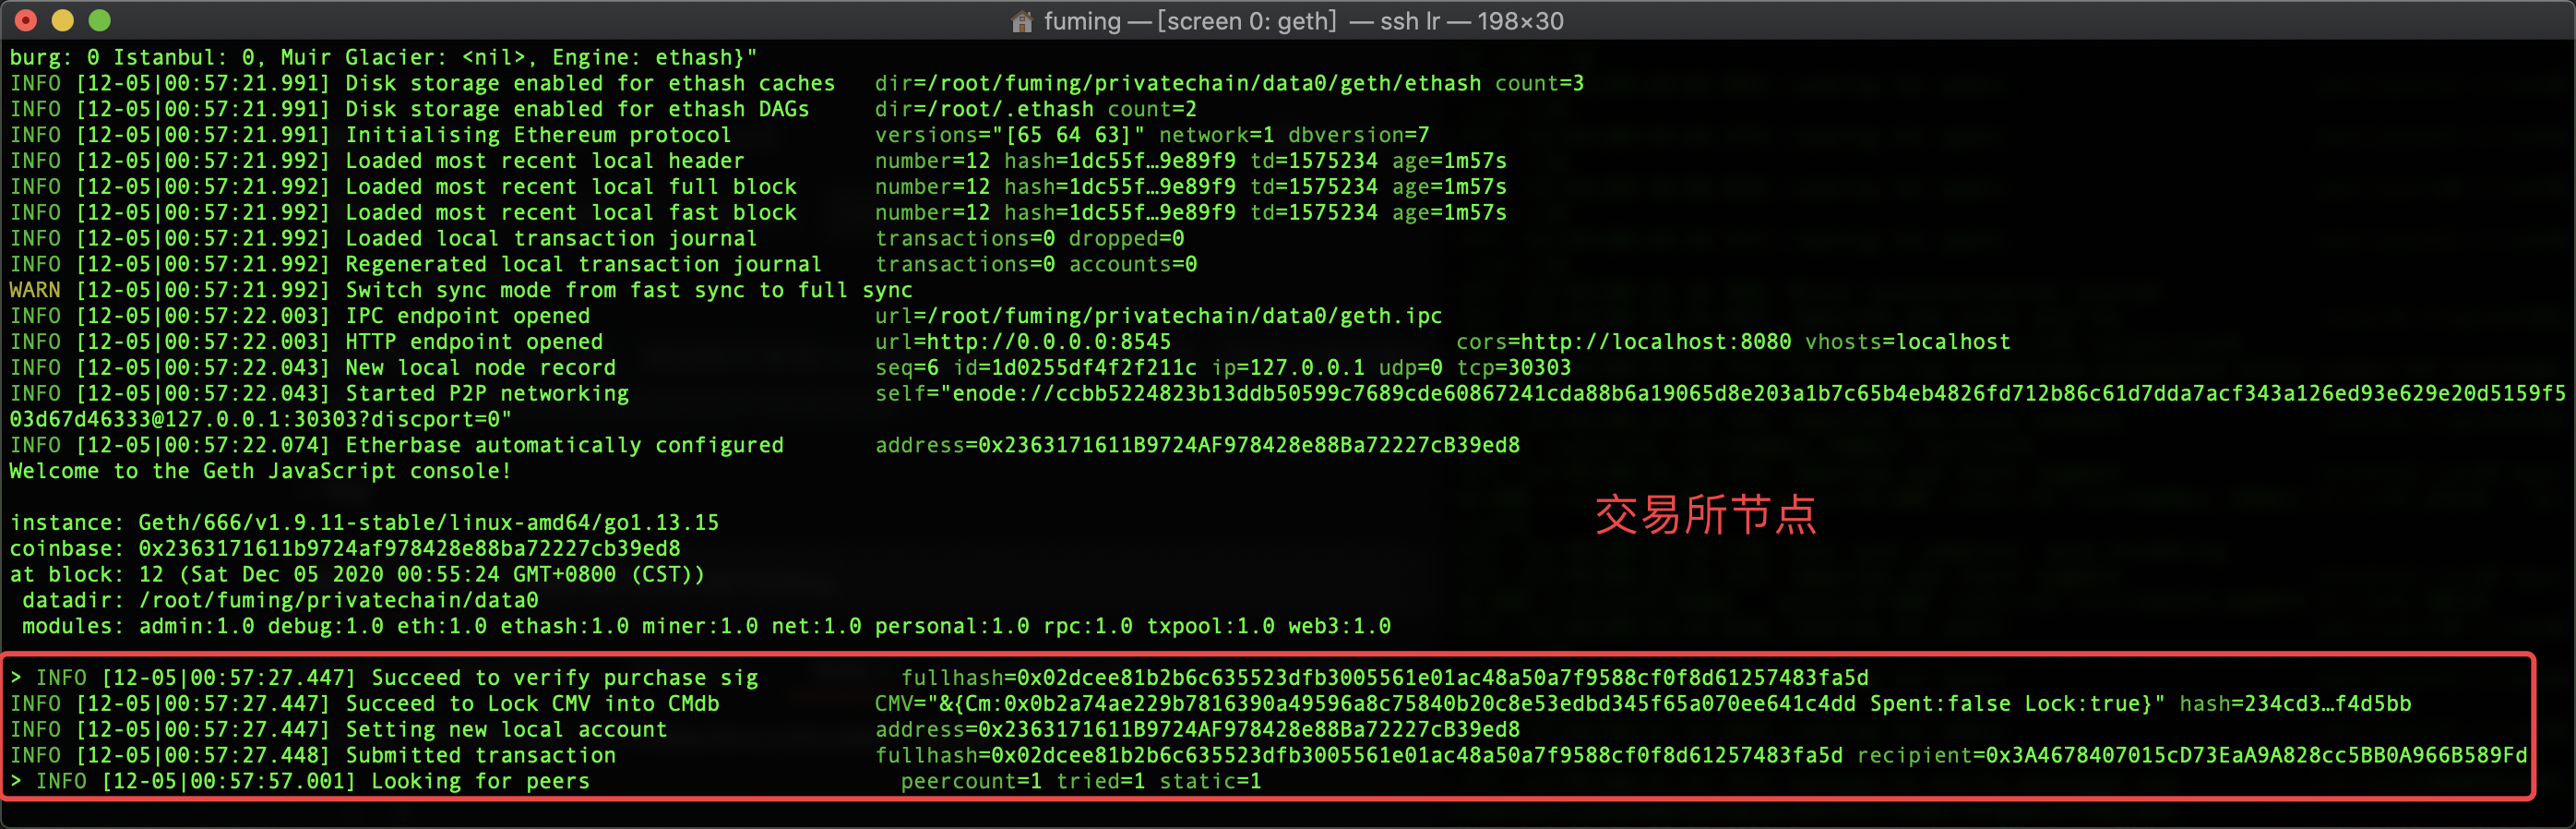 fuming — [screen 0: geth] — ssh lr — 198×30
burg: 0 Istanbul: 0, Muir Glacier: <nil>, Engine: ethash}"
INFO [12-05|00:57:21.991] Disk storage enabled for ethash caches dir=/root/fuming/privatechain/data0/geth/ethash count=3
INFO [12-05|00:57:21.991] Disk storage enabled for ethash DAGs dir=/root/.ethash count=2
INFO [12-05|00:57:21.991] Initialising Ethereum protocol versions="[65 64 63]" network=1 dbversion=7
INFO [12-05|00:57:21.992] Loaded most recent local header number=12 hash=1dc55f…9e89f9 td=1575234 age=1m57s
INFO [12-05|00:57:21.992] Loaded most recent local full block number=12 hash=1dc55f…9e89f9 td=1575234 age=1m57s
INFO [12-05|00:57:21.992] Loaded most recent local fast block number=12 hash=1dc55f…9e89f9 td=1575234 age=1m57s
INFO [12-05|00:57:21.992] Loaded local transaction journal transactions=0 dropped=0
INFO [12-05|00:57:21.992] Regenerated local transaction journal transactions=0 accounts=0
WARN [12-05|00:57:21.992] Switch sync mode from fast sync to full sync
INFO [12-05|00:57:22.003] IPC endpoint opened url=/root/fuming/privatechain/data0/geth.ipc
INFO [12-05|00:57:22.003] HTTP endpoint opened url=http://0.0.0.0:8545 cors=http://localhost:8080 vhosts=localhost
INFO [12-05|00:57:22.043] New local node record seq=6 id=1d0255df4f2f211c ip=127.0.0.1 udp=0 tcp=30303
INFO [12-05|00:57:22.043] Started P2P networking self="enode://ccbb5224823b13ddb50599c7689cde60867241cda88b6a19065d8e203a1b7c65b4eb4826fd712b86c61d7dda7acf343a126ed93e629e20d5159f5
03d67d46333@127.0.0.1:30303?discport=0"
INFO [12-05|00:57:22.074] Etherbase automatically configured address=0x2363171611B9724AF978428e88Ba72227cB39ed8
Welcome to the Geth JavaScript console!
instance: Geth/666/v1.9.11-stable/linux-amd64/go1.13.15
交易所节点
coinbase: 0x2363171611b9724af978428e88ba72227cb39ed8
at block: 12 (Sat Dec 05 2020 00:55:24 GMT+0800 (CST))
datadir: /root/fuming/privatechain/data0
modules: admin:1.0 debug:1.0 eth:1.0 ethash:1.0 miner:1.0 net:1.0 personal:1.0 rpc:1.0 txpool:1.0 web3:1.0
> INFO [12-05|00:57:27.447] Succeed to verify purchase sig fullhash=0x02dcee81b2b6c635523dfb3005561e01ac48a50a7f9588cf0f8d61257483fa5d
INFO [12-05|00:57:27.447] Succeed to Lock CMV into CMdb CMV="&{Cm:0x0b2a74ae229b7816390a49596a8c75840b20c8e53edbd345f65a070ee641c4dd Spent:false Lock:true}" hash=234cd3…f4d5bb
INFO [12-05|00:57:27.447] Setting new local account address=0x2363171611B9724AF978428e88Ba72227cB39ed8
INFO [12-05|00:57:27.448] Submitted transaction fullhash=0x02dcee81b2b6c635523dfb3005561e01ac48a50a7f9588cf0f8d61257483fa5d recipient=0x3A4678407015cD73EaA9A828cc5BB0A966B589Fd
> INFO [12-05|00:57:57.001] Looking for peers peercount=1 tried=1 static=1